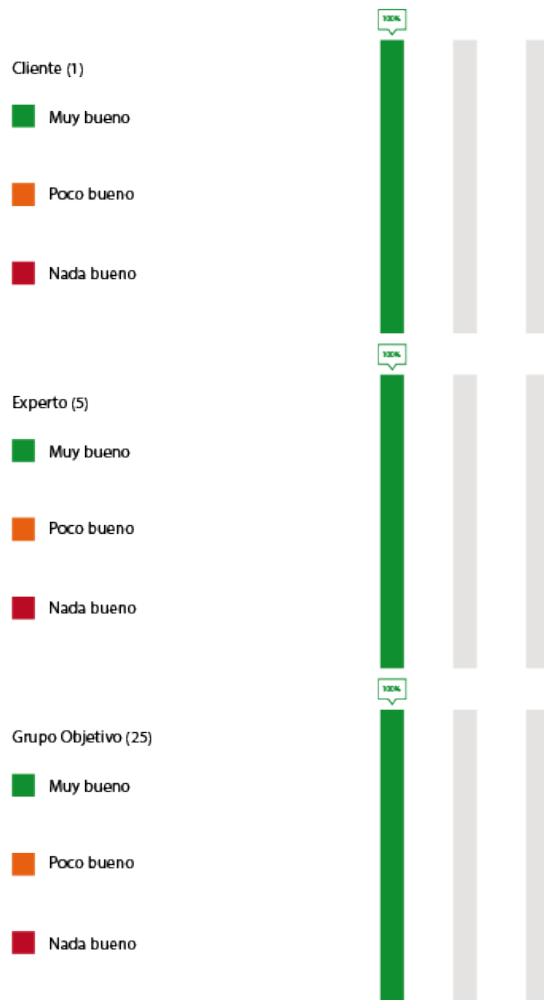 100%
Cliente (1)
Muy bueno
Poco bueno
Nada bueno
100%
Experto (5)
Muy bueno
Poco bueno
Nada bueno
100%
Grupo Objetivo (25)
Muy bueno
Poco bueno
Nada bueno